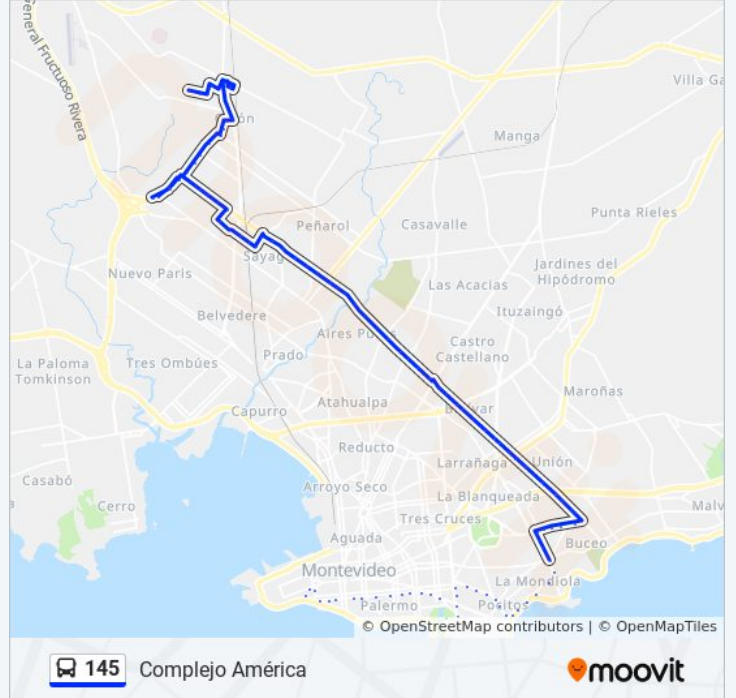 General Fructuoso Rivera
Villa Ga
Manga
Punta Rieles
Peñarol
Casavalle
Sayag
Nuevo Paris
Jardines del
Hipódromo
Las Acacias
Ituzaingó
Belvedere
Aires Pu
Castro
Castellano
Prado
La Paloma
Tomkinson
Tres Ombúes
Maroñas
Atahualpa
Capurro
Reducto
Larrañaga
Unión
Casabó
Arroyo Seco
La Blanqueada
Cerro
Tres Cruces
Malv
Aguada
Buceo
Montevideo
La Mondiola
Palermo
Pocitos
© OpenStreetMap contributors | © OpenMapTiles
145 Complejo América
moovit